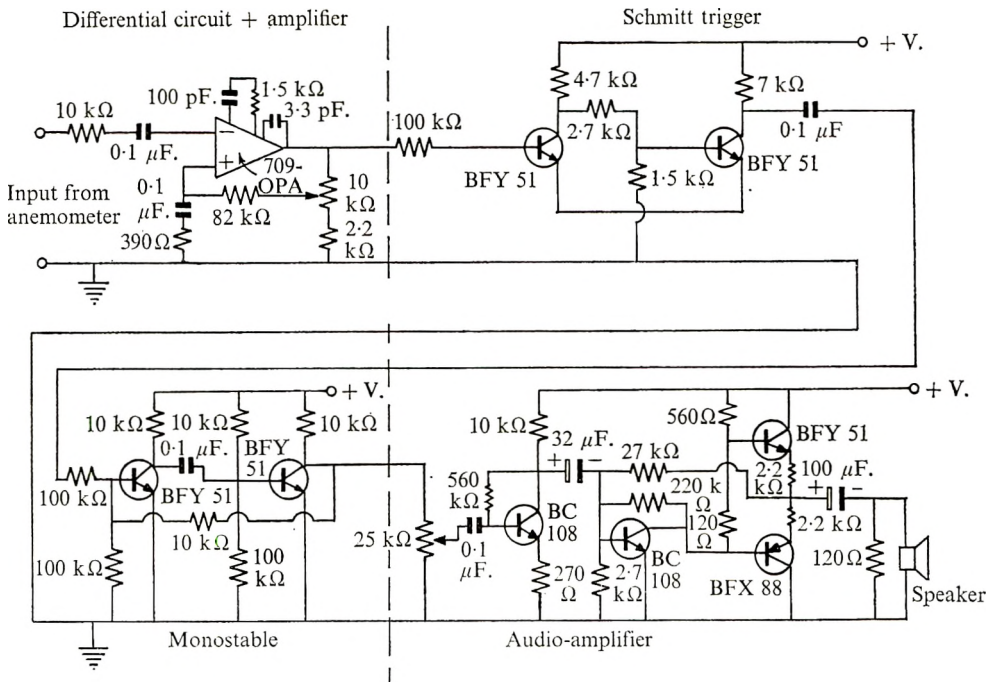 Differential circuit + amplifier
Schmitt trigger
+ V.
100 pF.
1·5 kΩ
3·3 pF.
10 kΩ
0·1 μF.
−
+
709-
OPA
Input from
anemometer
0·1
μF.
82 kΩ
390Ω
10
kΩ
2·2
kΩ
100 kΩ
4·7 kΩ
2·7 kΩ
BFY 51
1·5 kΩ
7 kΩ
0·1 μF
BFY 51
+ V.
10 kΩ
10 kΩ
10 kΩ
0·1 μF.
BFY
51
100 kΩ
BFY 51
10 kΩ
100 kΩ
100
kΩ
Monostable
25 kΩ
+ V.
10 kΩ
32 μF.
+
−
560
kΩ
0·1
μF.
BC
108
270
Ω
27 kΩ
220 k
Ω
2·7
kΩ
BC
108
560Ω
120
Ω
BFY 51
2·2
kΩ
100 μF.
+
−
2·2 kΩ
BFX 88
120Ω
Speaker
Audio-amplifier